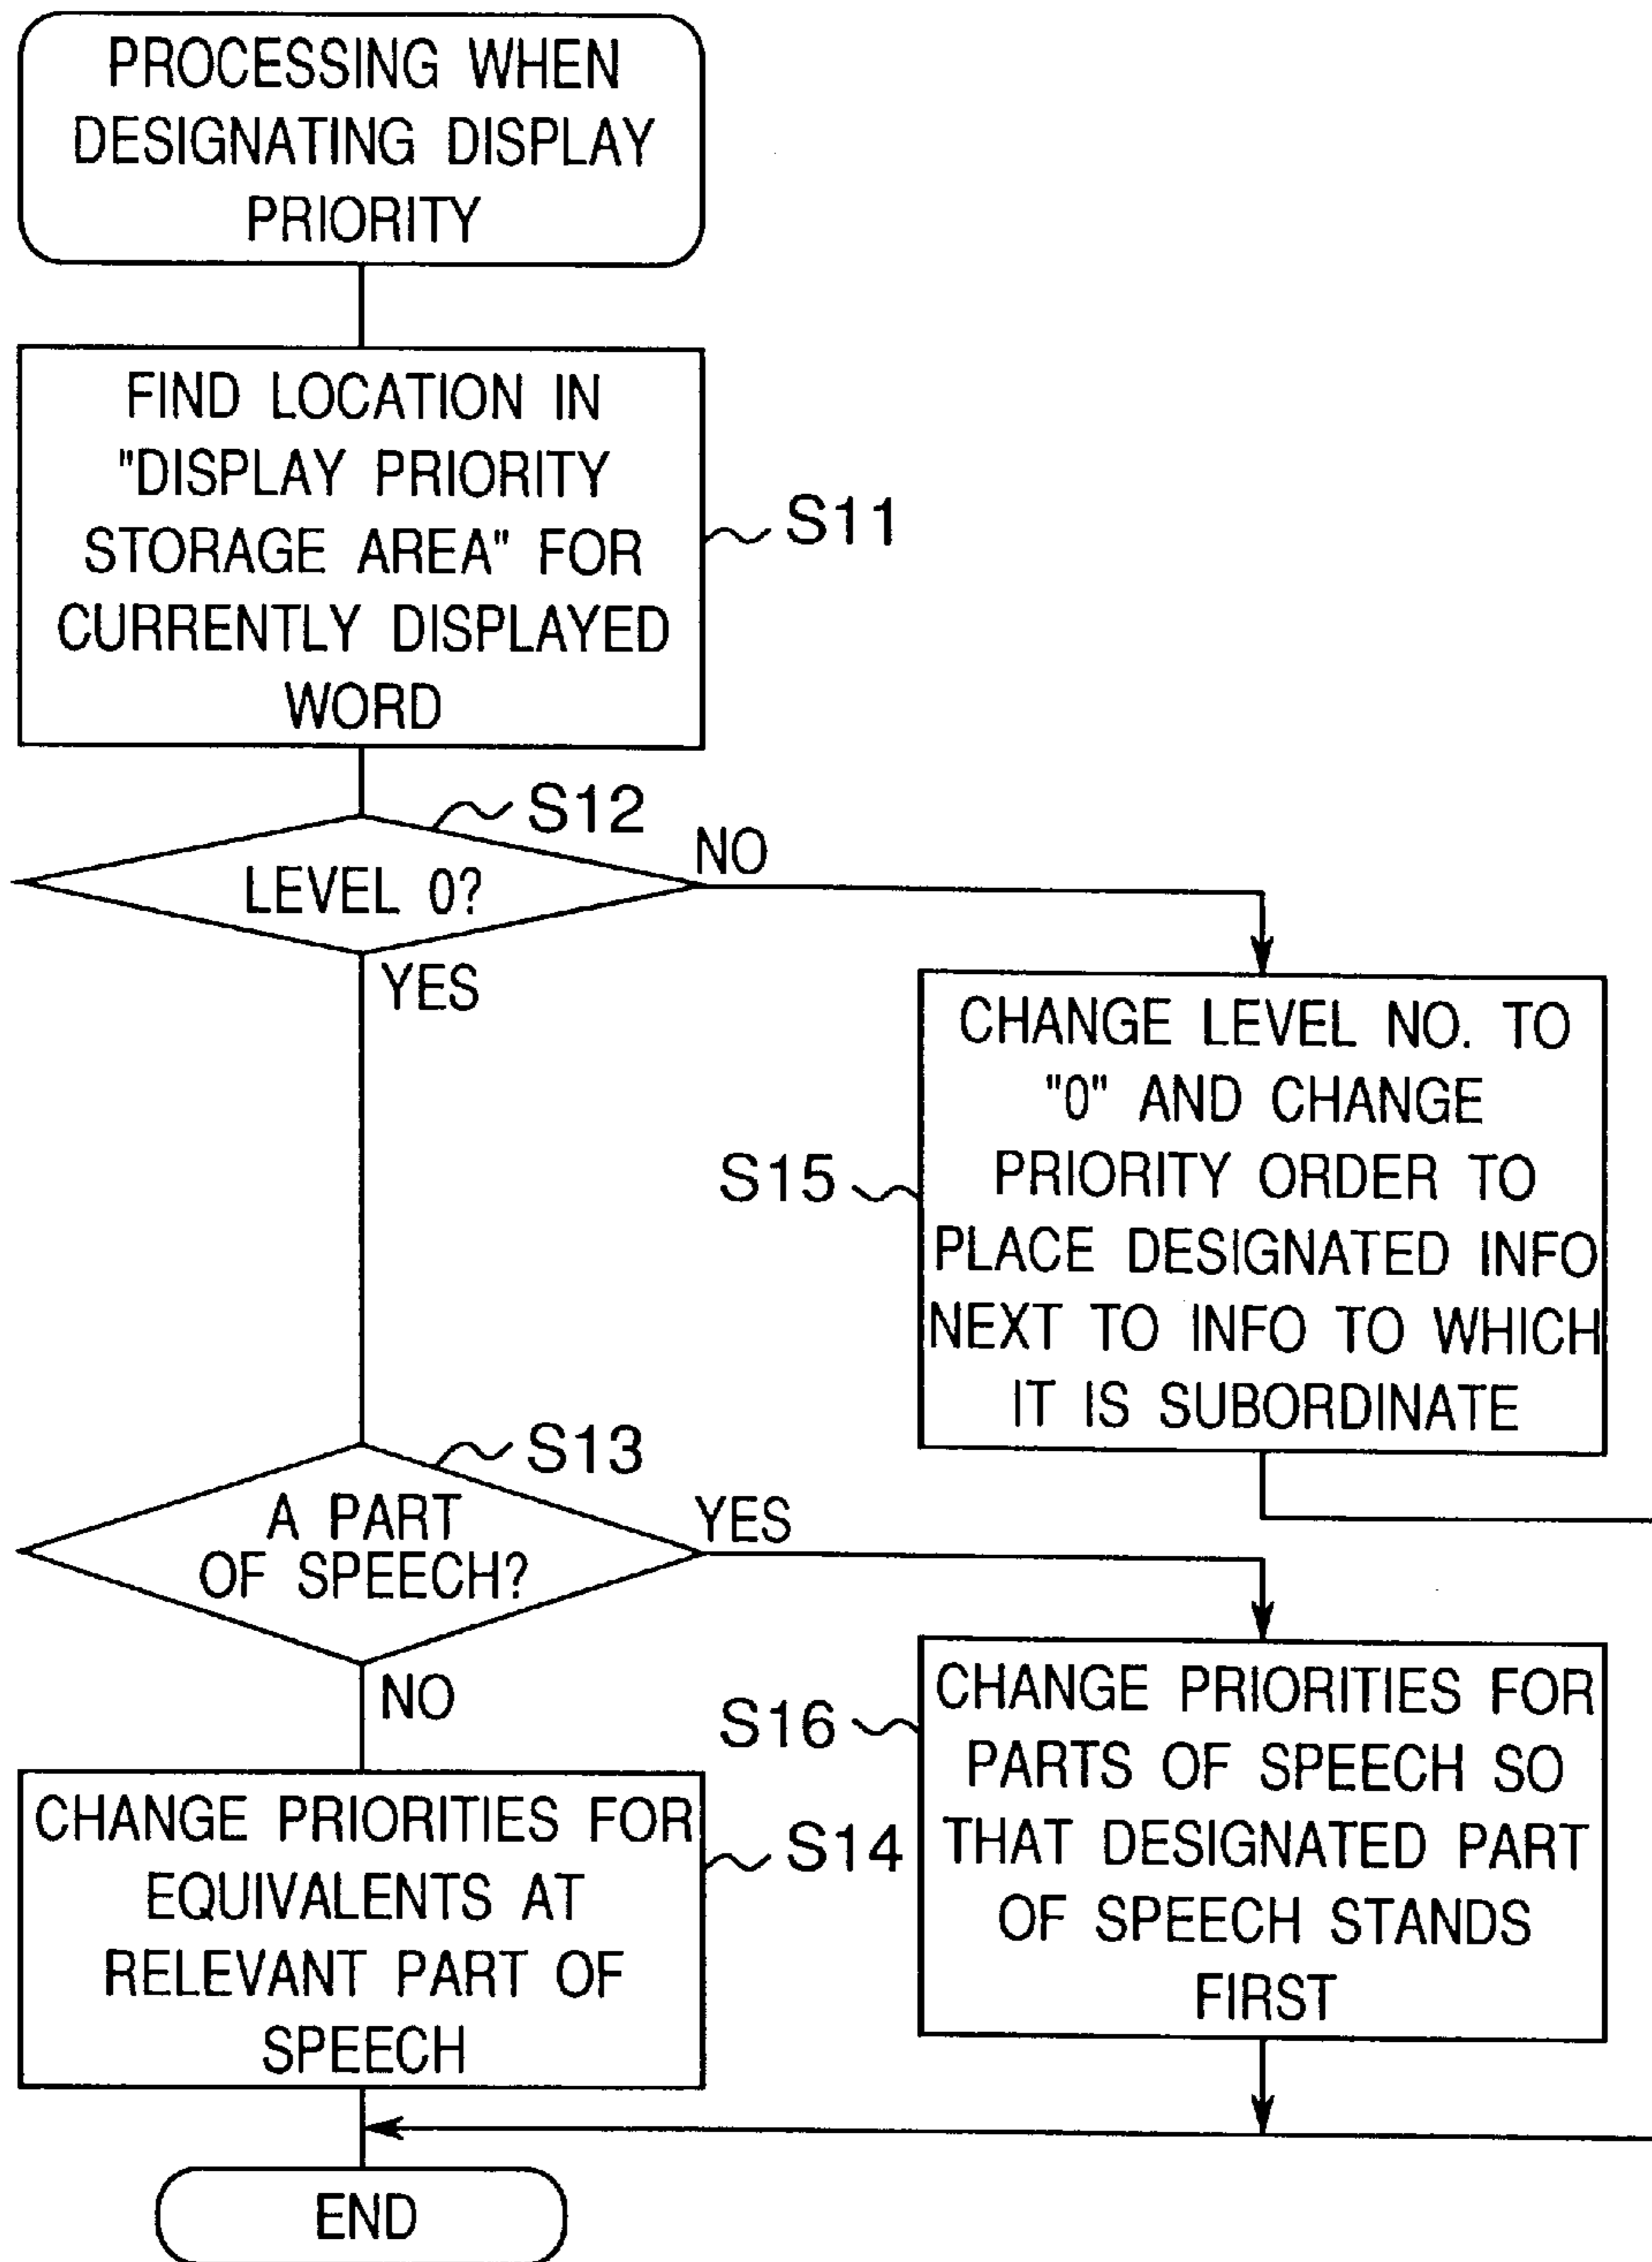 PROCESSING WHEN
DESIGNATING DISPLAY
PRIORITY
FIND LOCATION IN
"DISPLAY PRIORITY
STORAGE AREA" FOR
CURRENTLY DISPLAYED
WORD
S11
S12
LEVEL 0?
NO
YES
CHANGE LEVEL NO. TO
"0" AND CHANGE
PRIORITY ORDER TO
PLACE DESIGNATED INFO
NEXT TO INFO TO WHICH
IT IS SUBORDINATE
S15
S13
A PART
OF SPEECH?
YES
NO
CHANGE PRIORITIES FOR
PARTS OF SPEECH SO
THAT DESIGNATED PART
OF SPEECH STANDS
FIRST
S16
CHANGE PRIORITIES FOR
EQUIVALENTS AT
RELEVANT PART OF
SPEECH
S14
END